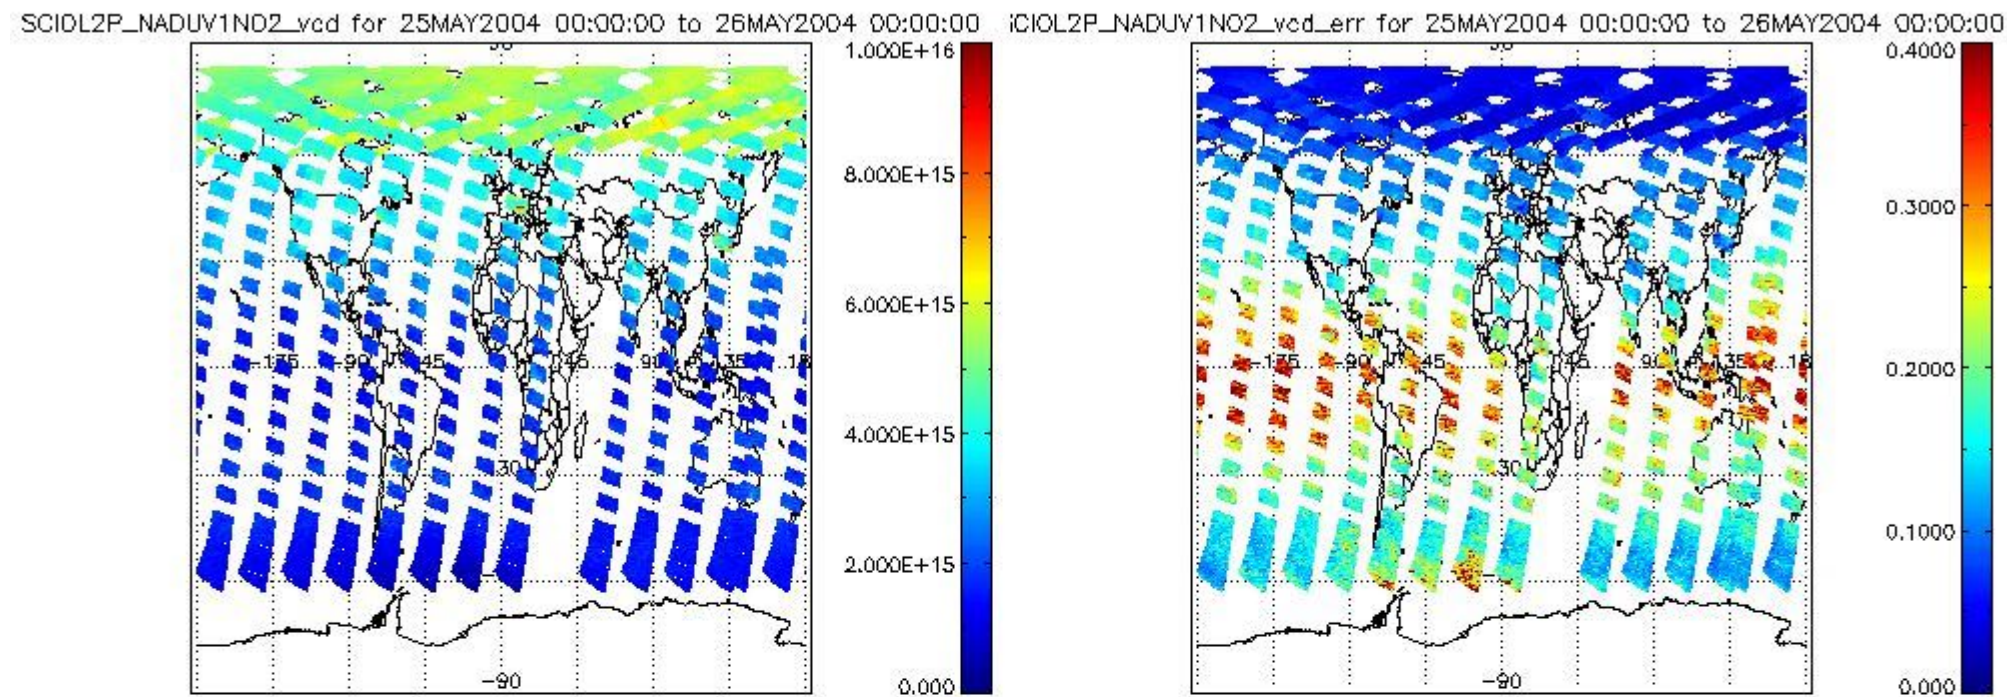 SCIOL2P_NADUV1NO2_vcd for 25MAY2004 00:00:00 to 26MAY2004 00:00:00
1.000E+16
8.000E+15
6.000E+15
-175 -90 -45 45 90 135
4.000E+15
-30
2.000E+15
-90
0.000
CIOL2P_NADUV1NO2_vcd_err for 25MAY2004 00:00:00 to 26MAY2004 00:00:00
0.4000
0.3000
0.2000
-175 -90 -45 45 90 135
-30
0.1000
-90
0.000